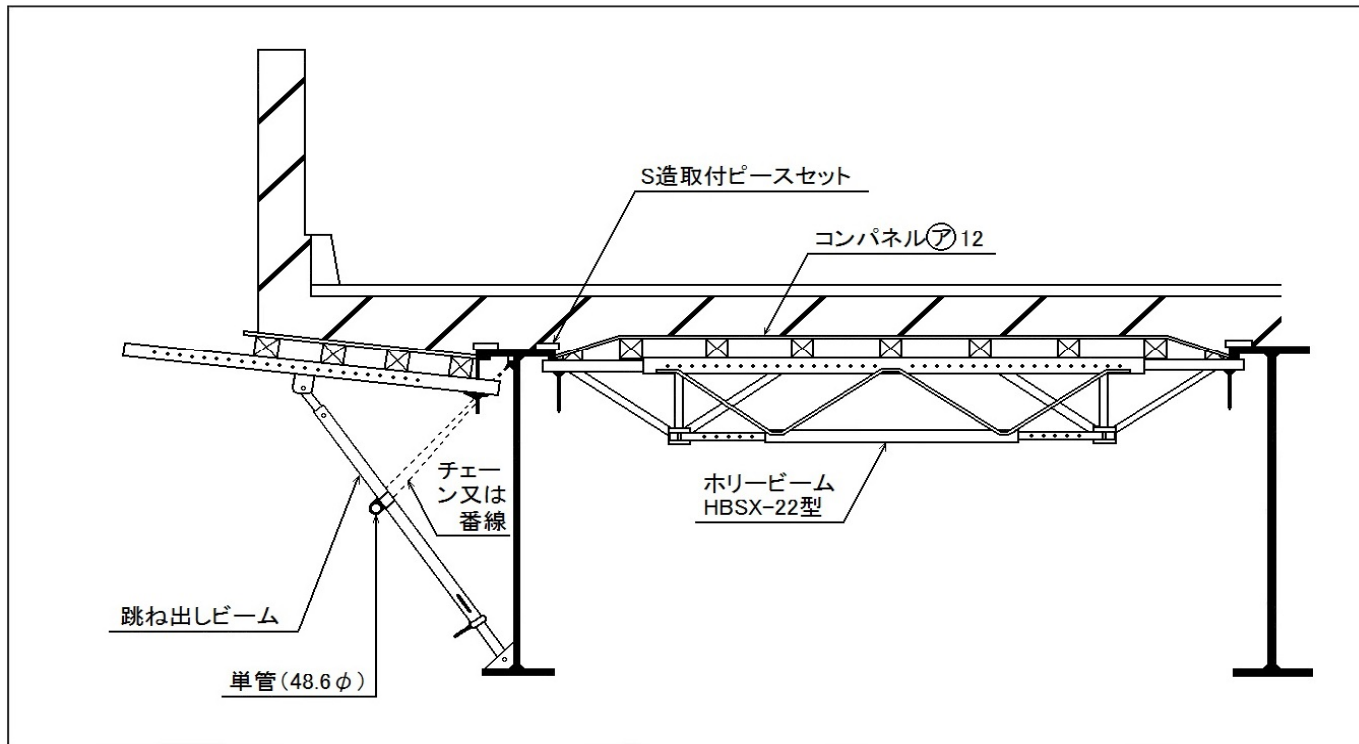 S造取付ピースセット
コンパネル㋐12
チェー
ン又は
番線
ホリービーム
HBSX-22型
跳ね出しビーム
単管(48.6φ)